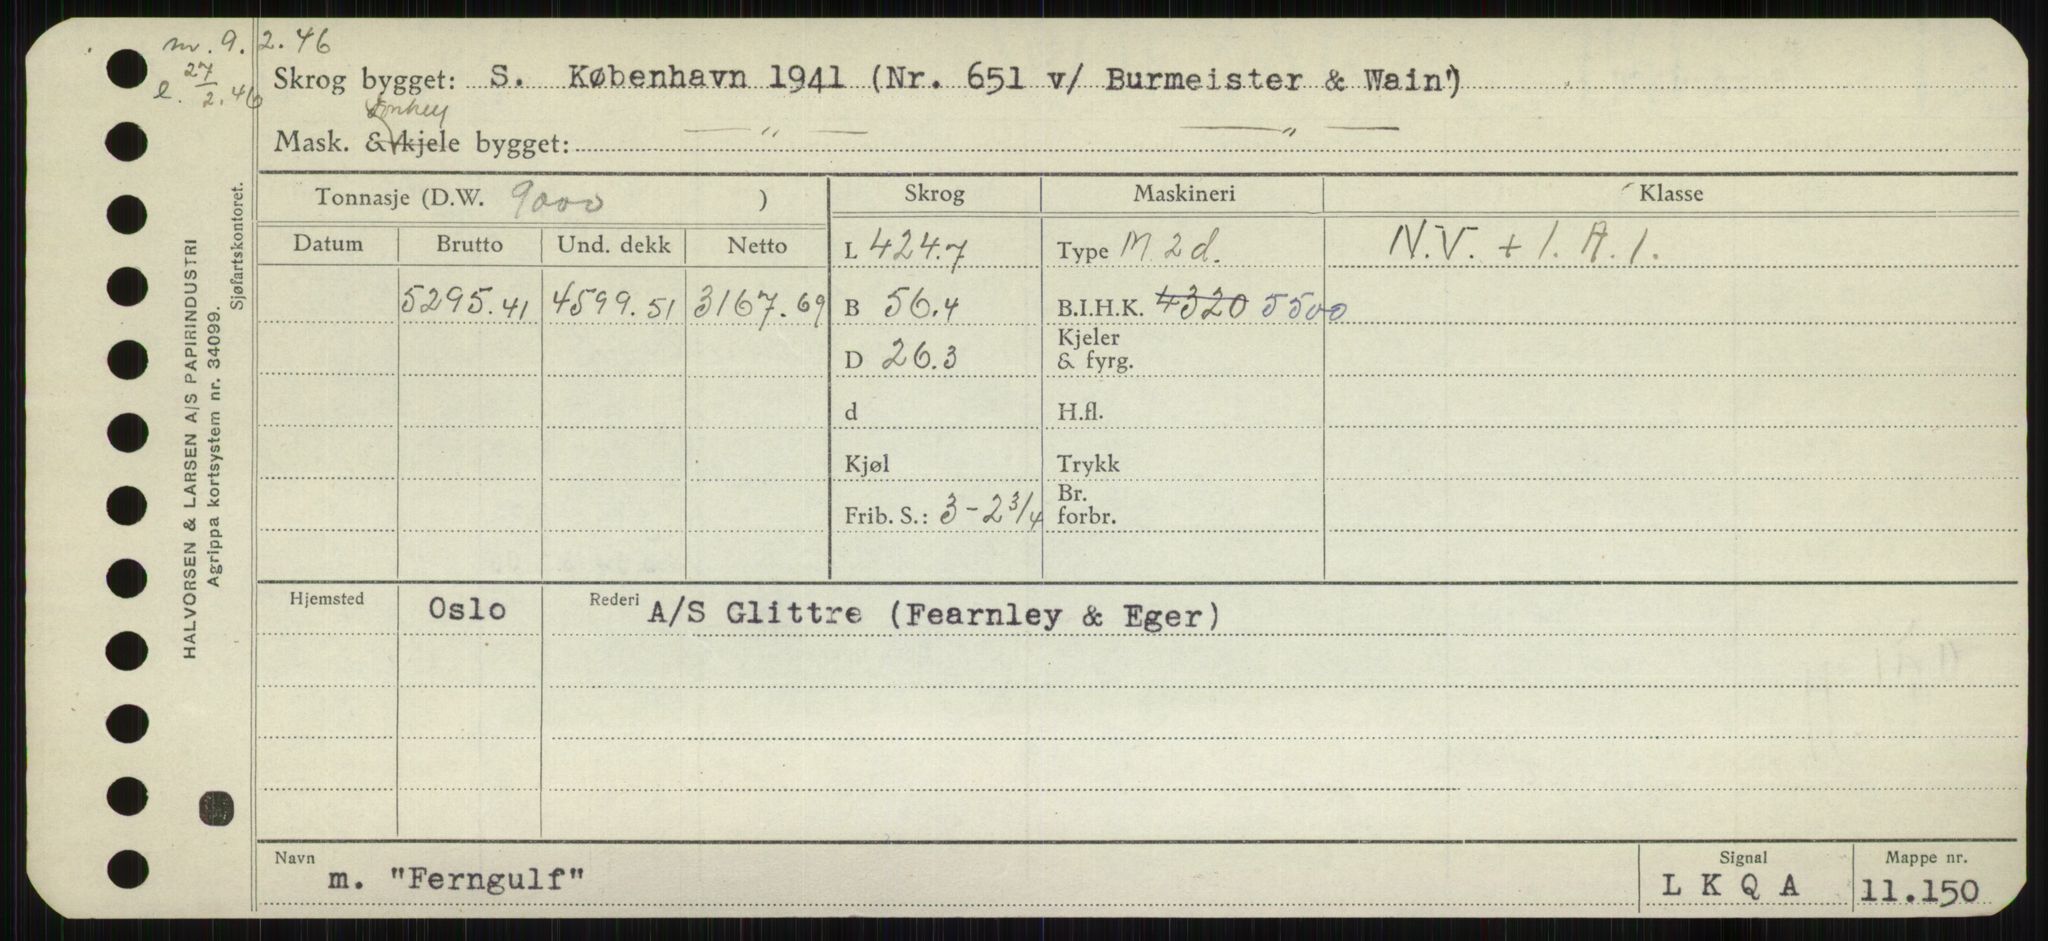 m. 9.2.46
l. 27/2.46
Skrog bygget: S. København 1941 (Nr. 651 v/ Burmeister & Wain')
Donkey
Mask. & kjele bygget: — " — — " —
Tonnasje (D.W. 9000 ) Skrog Maskineri Klasse
Datum Brutto Und. dekk Netto L 424.7 Type M 2 d. N.V. + 1. A. 1.
5295.41 4599.51 3167.69 B 56.4 B.I.H.K. 4320 5500
D 26.3 Kjeler & fyrg.
d H.fl.
Kjøl Trykk
Frib. S.: 3-2 3/4 Br. forbr.
Hjemsted Oslo Rederi A/S Glittre (Fearnley & Eger)
Navn m. "Ferngulf" Signal L K Q A Mappe nr. 11.150
HALVORSEN & LARSEN A/S PAPIRINDUSTRI
Agrippa kortsystem nr. 34099.
Sjøfartskontoret.